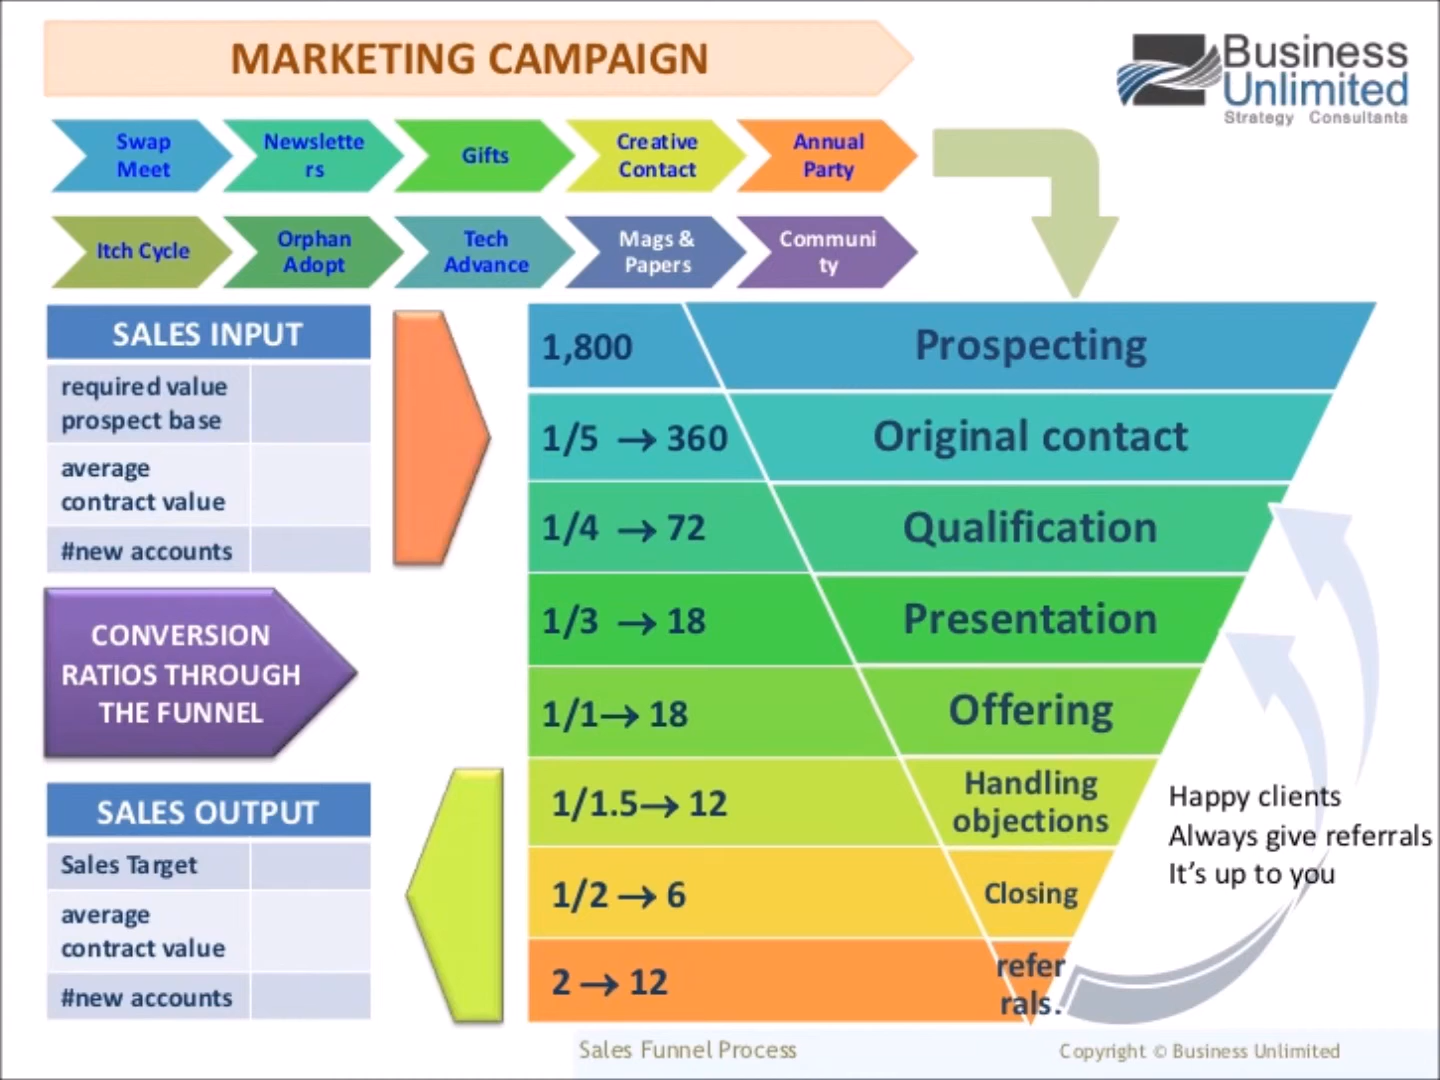 MARKETING CAMPAIGN
Business
Unlimited
Strategy Consultants
Swap
Meet
Newslette
rs
Gifts
Creative
Contact
Annual
Party
Itch Cycle
Orphan
Adopt
Tech
Advance
Mags &
Papers
Communi
ty
SALES INPUT
required value
prospect base
average
contract value
#new accounts
CONVERSION
RATIOS THROUGH
THE FUNNEL
SALES OUTPUT
Sales Target
average
contract value
#new accounts
1,800
Prospecting
1/5 → 360
Original contact
1/4 → 72
Qualification
1/3 → 18
Presentation
1/1→ 18
Offering
1/1.5→ 12
Handling
objections
1/2 → 6
Closing
2 → 12
refer
rals.
Happy clients
Always give referrals
It's up to you
Sales Funnel Process
Copyright © Business Unlimited